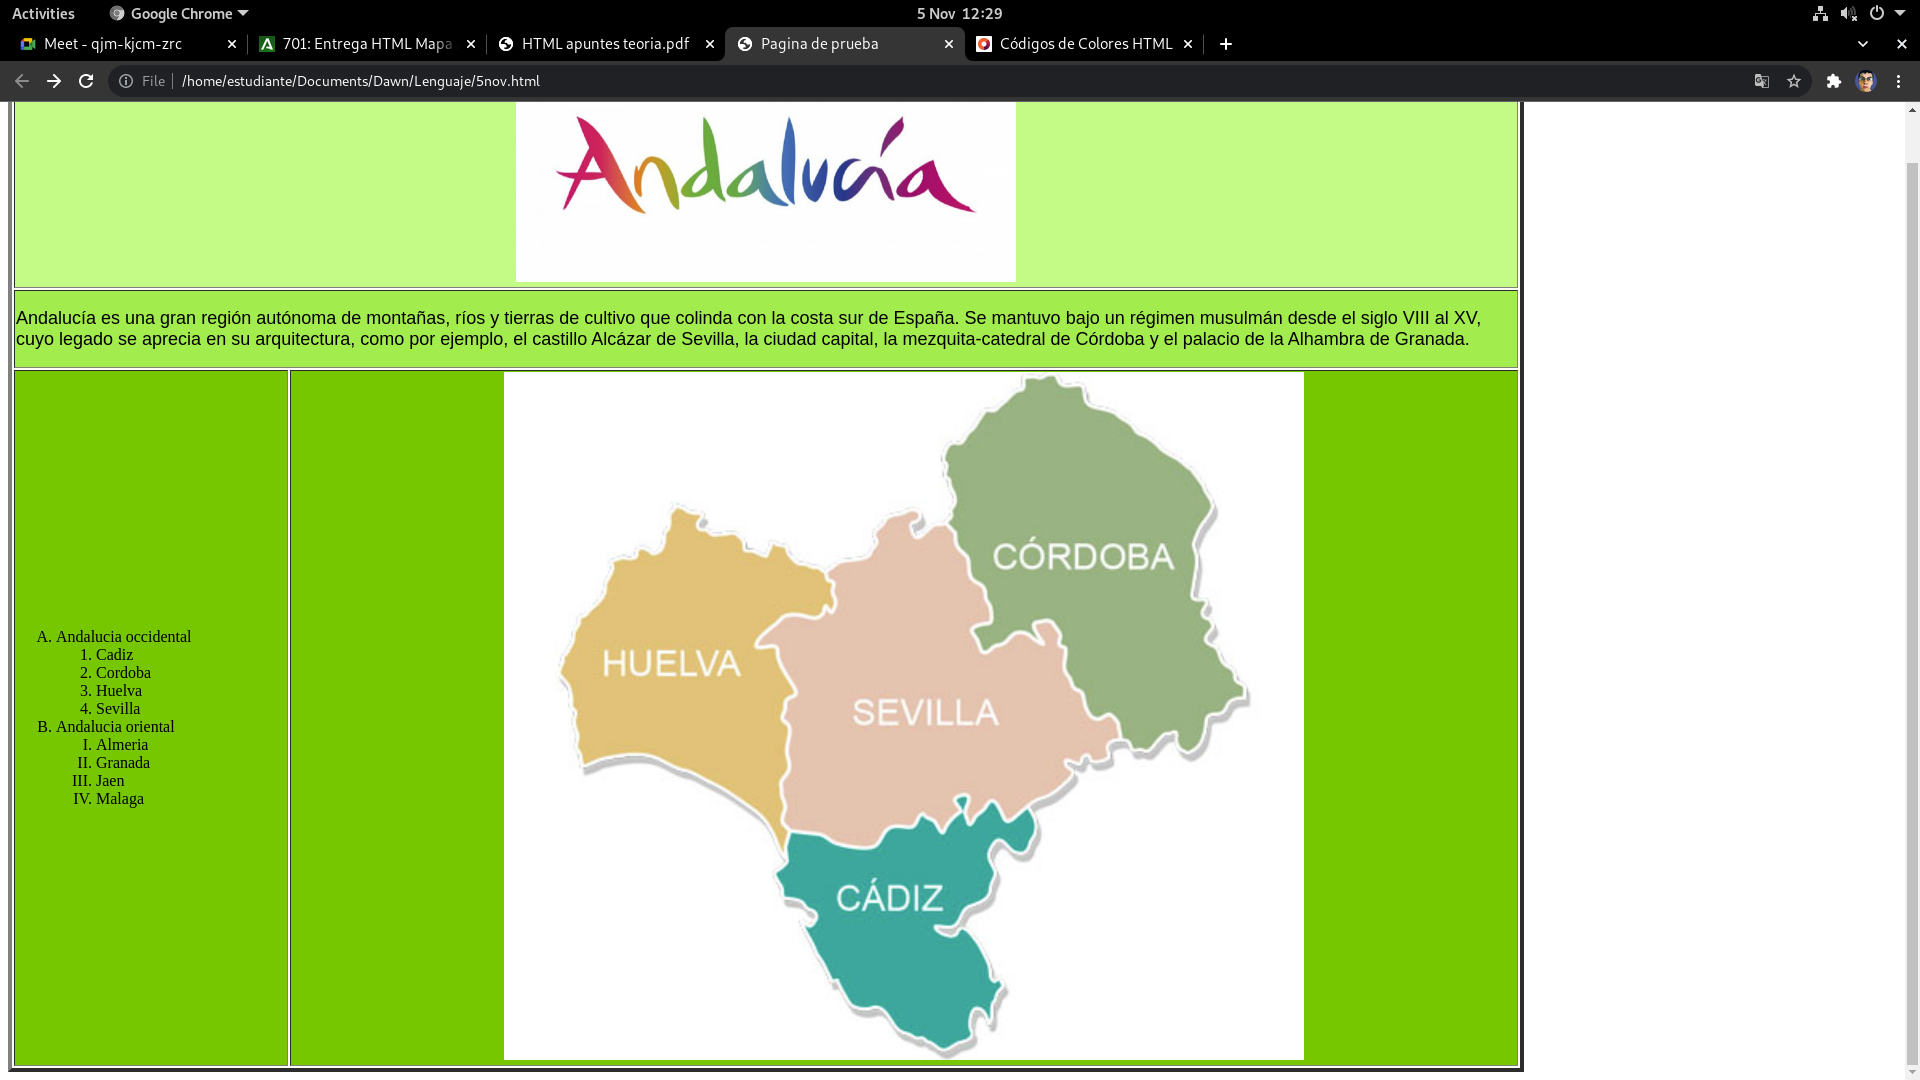 Activities
Google Chrome
5 Nov 12:29
Meet - qjm-kjcm-zrc
701: Entrega HTML Mapa
HTML apuntes teoria.pdf
Pagina de prueba
Códigos de Colores HTML
File
/home/estudiante/Documents/Dawn/Lenguaje/5nov.html
Andalucía
Andalucía es una gran región autónoma de montañas, ríos y tierras de cultivo que colinda con la costa sur de España. Se mantuvo bajo un régimen musulmán desde el siglo VIII al XV,
cuyo legado se aprecia en su arquitectura, como por ejemplo, el castillo Alcázar de Sevilla, la ciudad capital, la mezquita-catedral de Córdoba y el palacio de la Alhambra de Granada.
A. Andalucia occidental
1. Cadiz
2. Cordoba
3. Huelva
4. Sevilla
B. Andalucia oriental
I. Almeria
II. Granada
III. Jaen
IV. Malaga
CÓRDOBA
HUELVA
SEVILLA
CÁDIZ